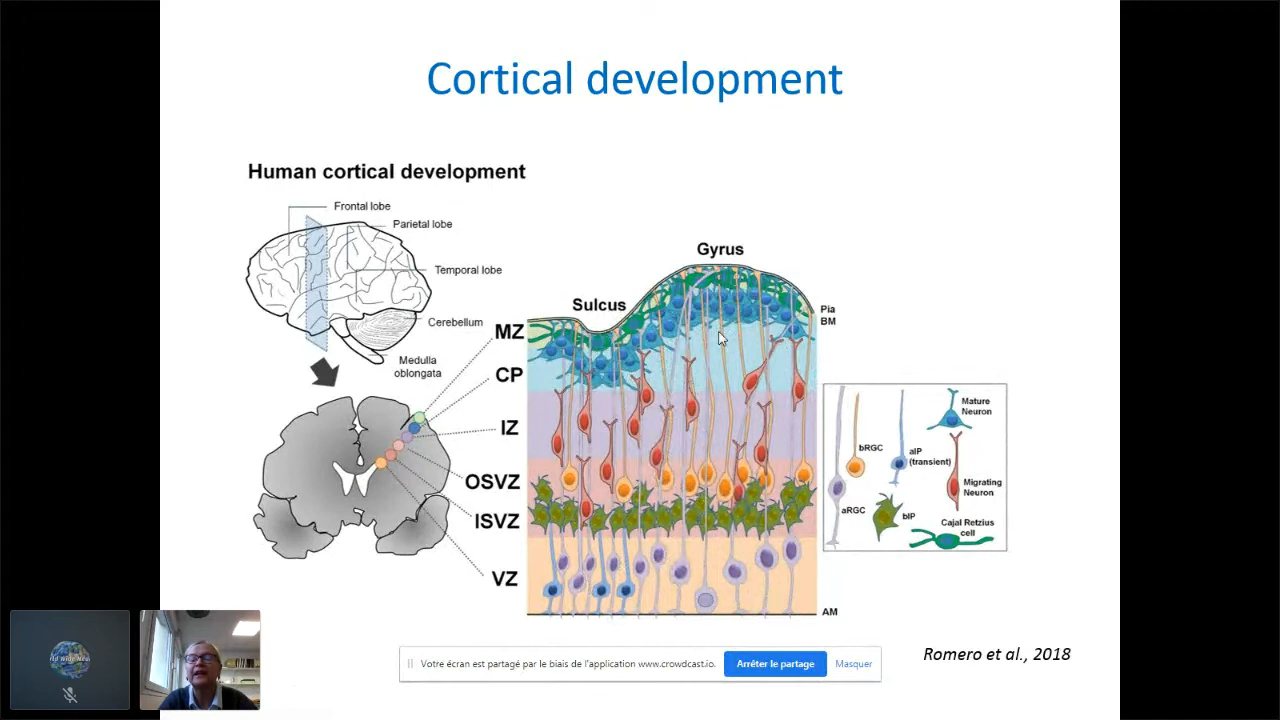 Cortical development
Human cortical development
Frontal lobe
Parietal lobe
Temporal lobe
Cerebellum
Medulla
oblongata
Gyrus
Sulcus
Pia
BM
MZ
CP
IZ
OSVZ
ISVZ
VZ
AM
Mature
Neuron
bRGC
aIP
(transient)
Migrating
Neuron
aRGC
bIP
Cajal Retzius
cell
Votre écran est partagé par le biais de l'application www.crowdcast.io.
Arrêter le partage
Masquer
Romero et al., 2018